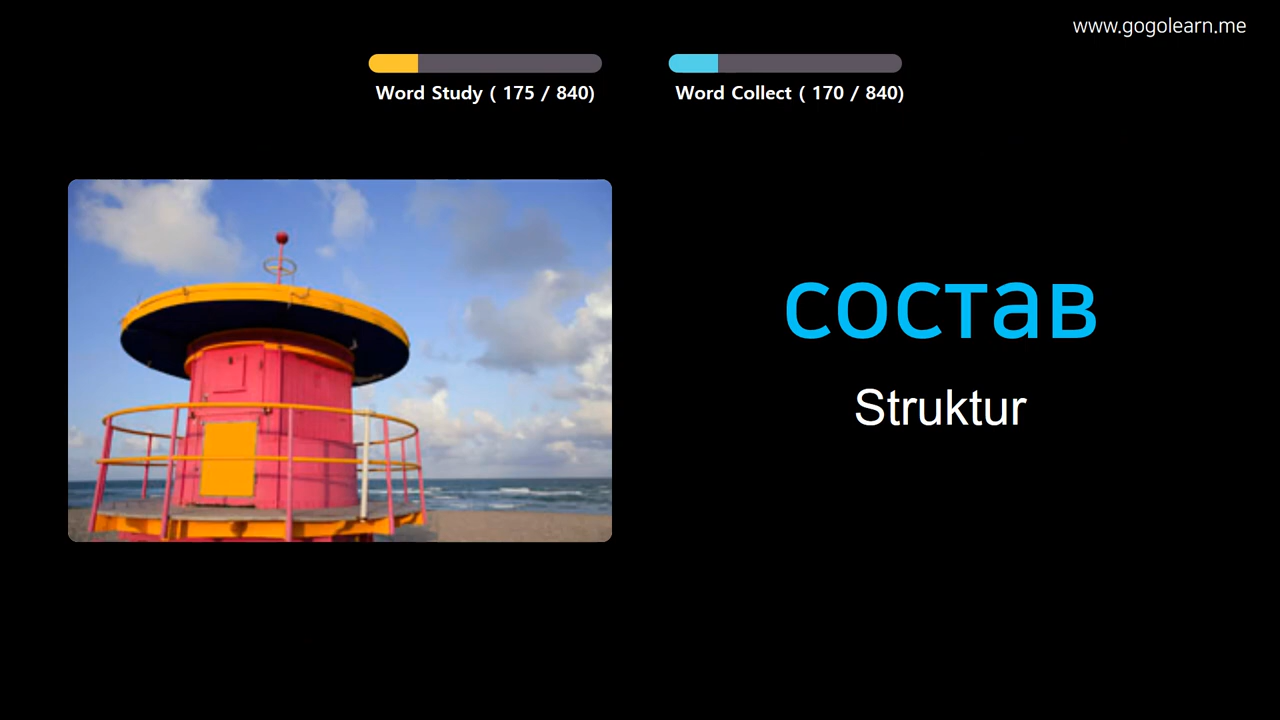 www.gogolearn.me
Word Study ( 175 / 840)
Word Collect ( 170 / 840)
состав
Struktur